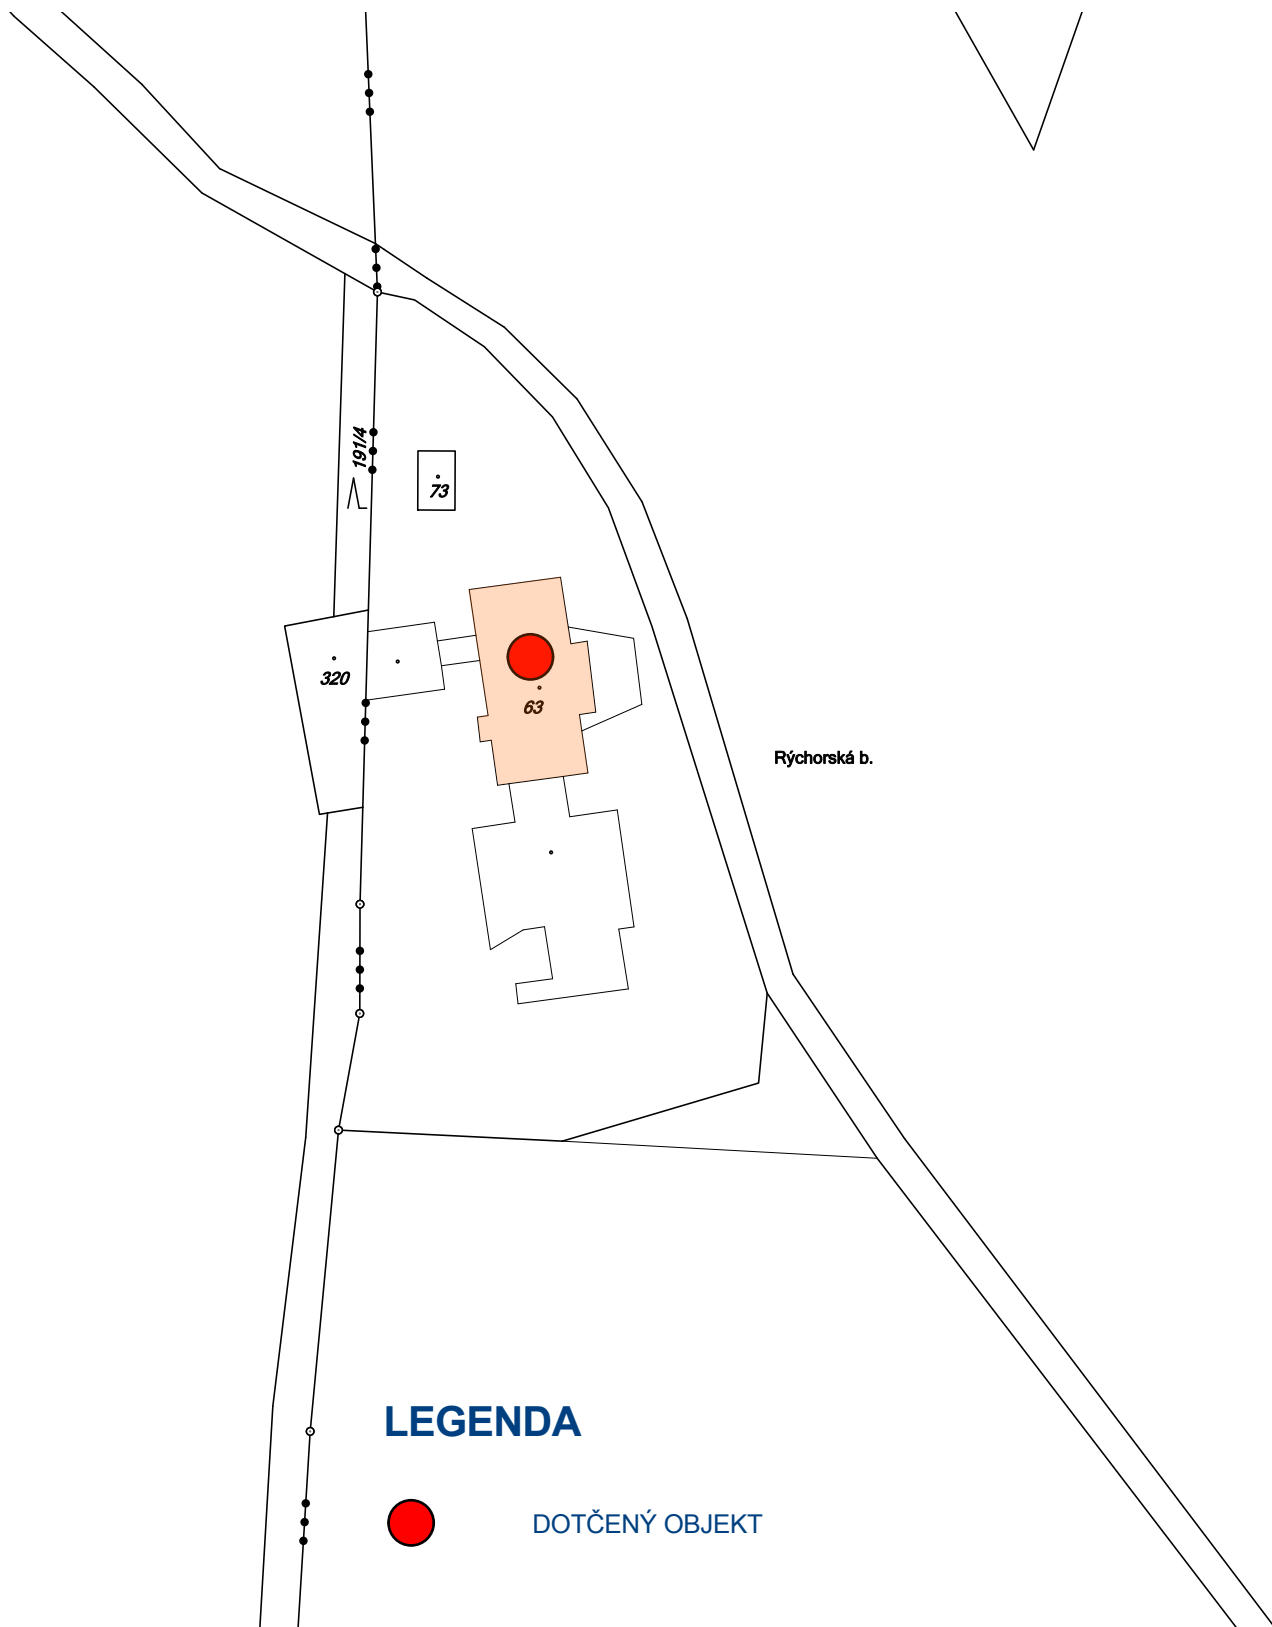 191/4
73
320
63
Rýchorská b.
LEGENDA
DOTČENÝ OBJEKT